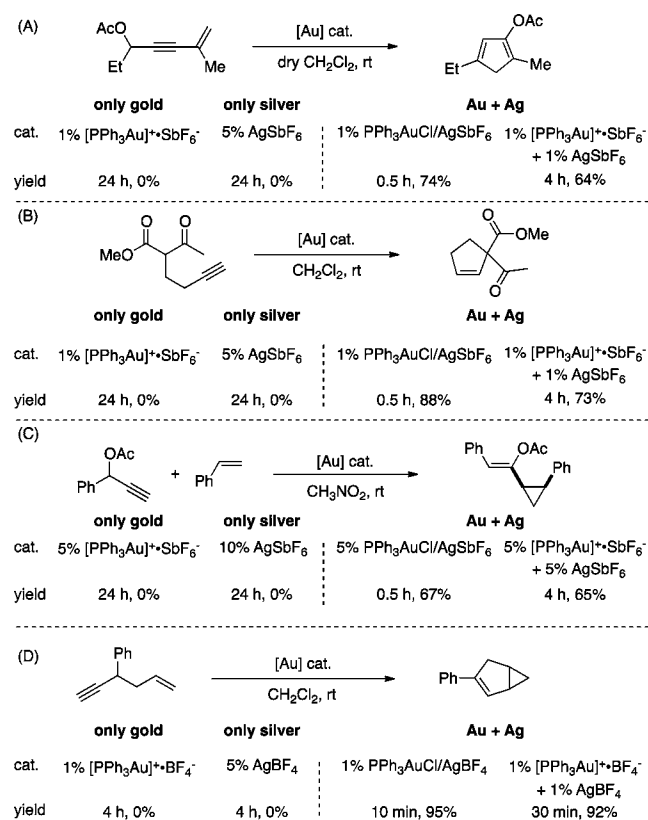 (A)
AcO
Et
Me
[Au] cat.
dry CH2Cl2, rt
OAc
Et
Me
only gold only silver Au + Ag
cat. 1% [PPh3Au]+•SbF6- 5% AgSbF6 1% PPh3AuCl/AgSbF6 1% [PPh3Au]+•SbF6-
+ 1% AgSbF6
yield 24 h, 0% 24 h, 0% 0.5 h, 74% 4 h, 64%
(B)
O O
MeO
[Au] cat.
CH2Cl2, rt
O
OMe
O
only gold only silver Au + Ag
cat. 1% [PPh3Au]+•SbF6- 5% AgSbF6 1% PPh3AuCl/AgSbF6 1% [PPh3Au]+•SbF6-
+ 1% AgSbF6
yield 24 h, 0% 24 h, 0% 0.5 h, 88% 4 h, 73%
(C)
OAc
Ph
+
Ph
[Au] cat.
CH3NO2, rt
Ph OAc
Ph
only gold only silver Au + Ag
cat. 5% [PPh3Au]+•SbF6- 10% AgSbF6 5% PPh3AuCl/AgSbF6 5% [PPh3Au]+•SbF6-
+ 5% AgSbF6
yield 24 h, 0% 24 h, 0% 0.5 h, 67% 4 h, 65%
(D)
Ph
[Au] cat.
CH2Cl2, rt
Ph
only gold only silver Au + Ag
cat. 1% [PPh3Au]+•BF4- 5% AgBF4 1% PPh3AuCl/AgBF4 1% [PPh3Au]+•BF4-
+ 1% AgBF4
yield 4 h, 0% 4 h, 0% 10 min, 95% 30 min, 92%